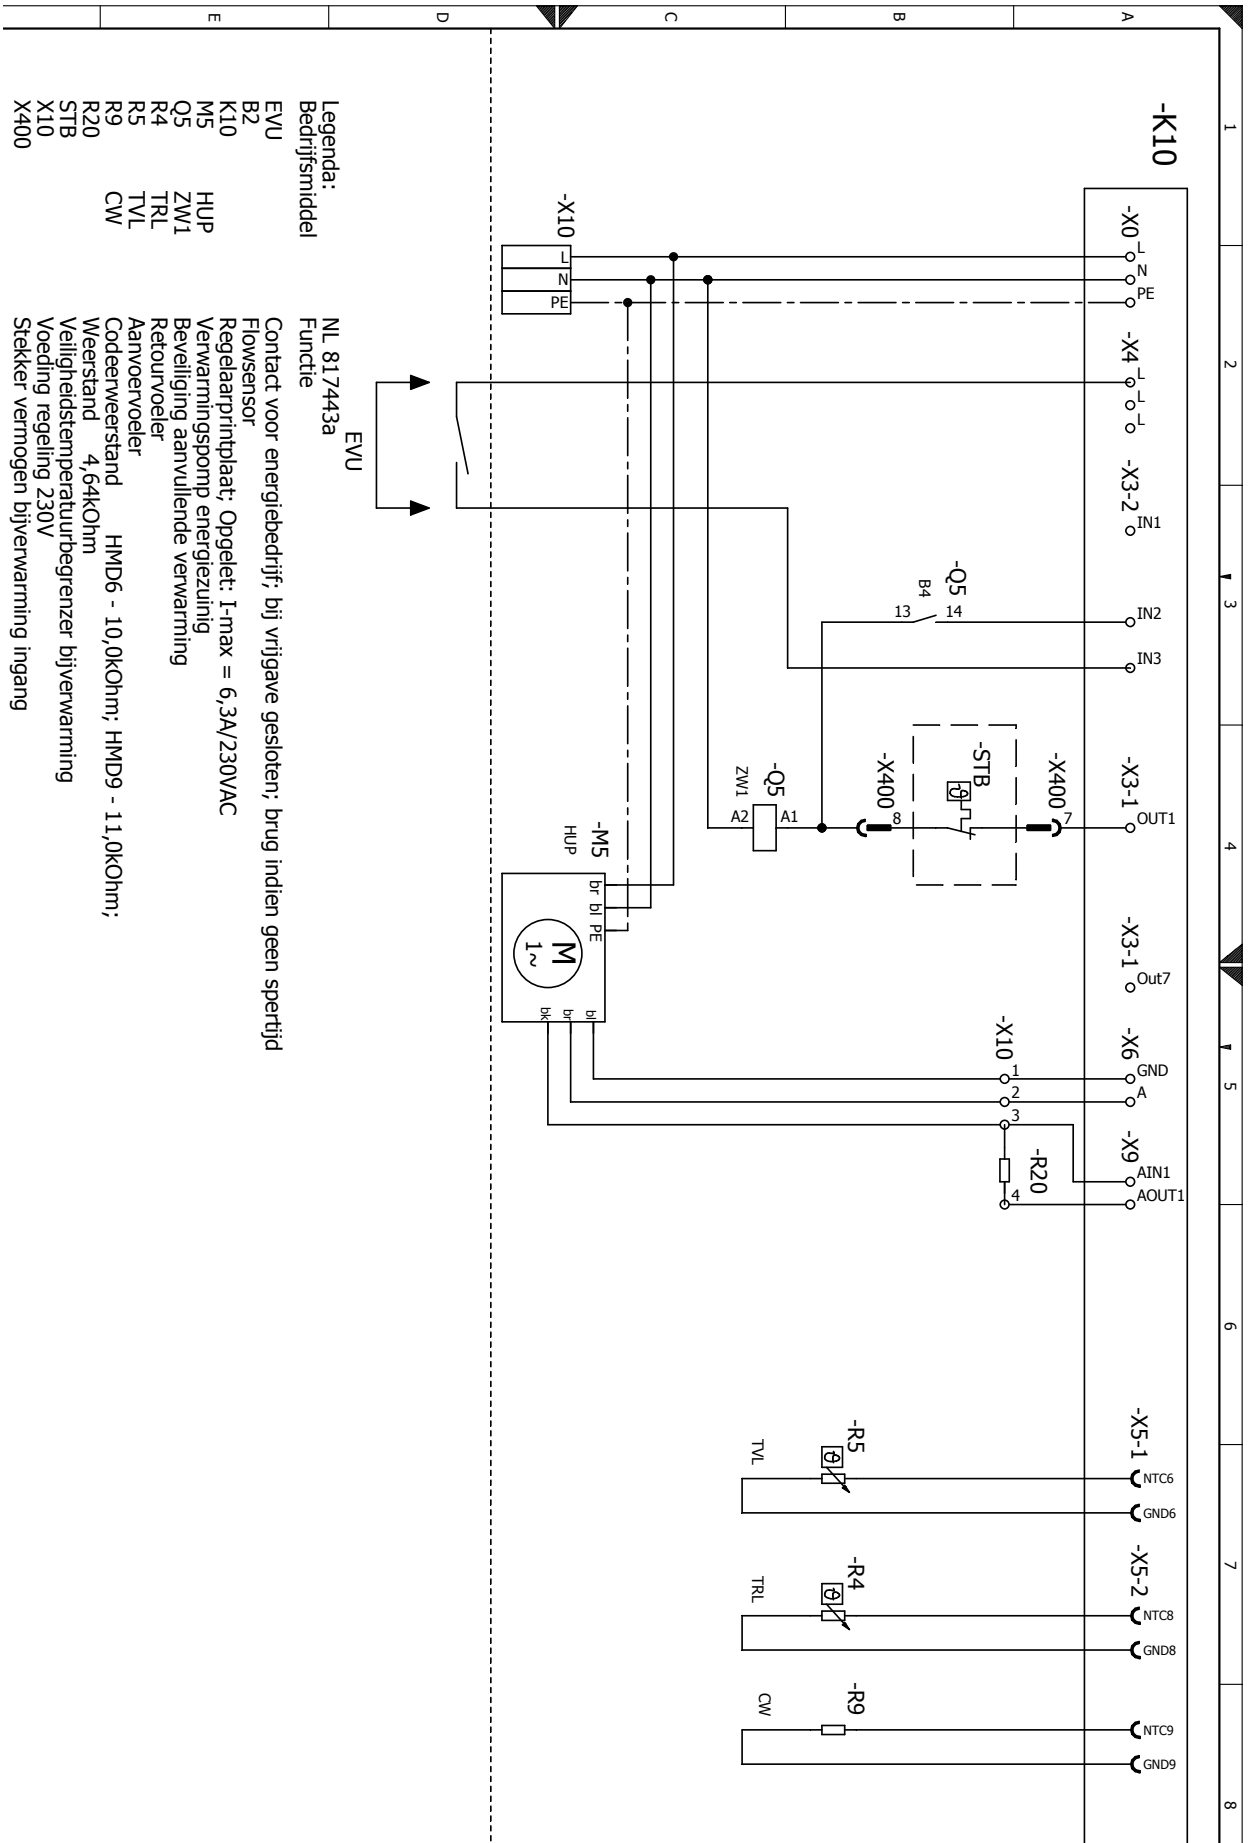 1
2
3
4
5
6
7
8
A
B
C
D
E
-K10
-X0
L
N
PE
-X4
L
L
L
-X3-2
IN1
IN2
IN3
-X3-1
OUT1
-X3-1
Out7
-X6
GND
A
-X9
AIN1
AOUT1
-X5-1
NTC6
GND6
-X5-2
NTC8
GND8
NTC9
GND9
-X400
7
-STB
-X400
8
-Q5
B4
13
14
-Q5
ZW1
A2
A1
-X10
1
2
3
4
-R20
-R5
TVL
-R4
TRL
-R9
CW
-X10
L
N
PE
-M5
HUP
br
bl
PE
M
1~
bk
br
bl
EVU
Legenda: NL 817443a
Bedrijfsmiddel Functie
EVU Contact voor energiebedrijf; bij vrijgave gesloten; brug indien geen spertijd
B2 Flowsensor
K10 Regelaarprintplaat; Opgelet: I-max = 6,3A/230VAC
M5 HUP Verwarmingspomp energiezuinig
Q5 ZW1 Beveiliging aanvullende verwarming
R4 TRL Retourvoeler
R5 TVL Aanvoervoeler
R9 CW Codeerweerstand HMD6 - 10,0kOhm; HMD9 - 11,0kOhm;
R20 Weerstand 4,64kOhm
STB Veiligheidstemperatuurbegrenzer bijverwarming
X10 Voeding regeling 230V
X400 Stekker vermogen bijverwarming ingang